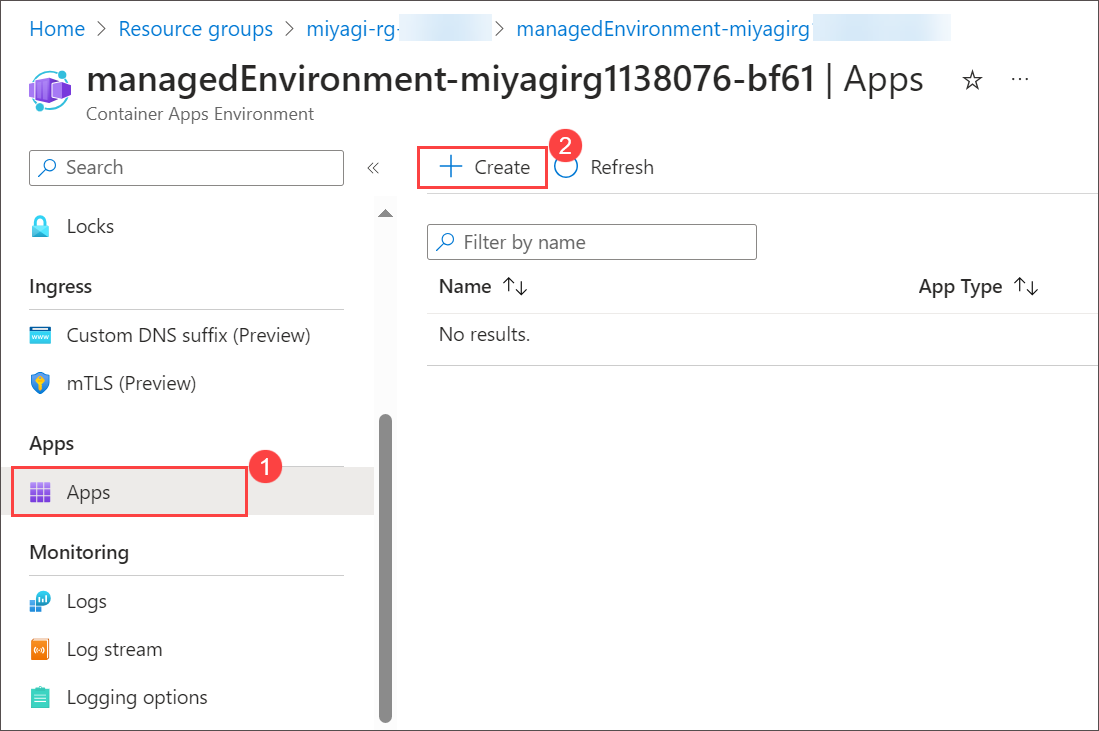 Home > Resource groups > miyagi-rg- > managedEnvironment-miyagirg
managedEnvironment-miyagirg1138076-bf61 | Apps
Container Apps Environment
Search
Locks
Ingress
Custom DNS suffix (Preview)
mTLS (Preview)
Apps
Apps
1
Monitoring
Logs
Log stream
Logging options
Create
2
Refresh
Filter by name
Name
App Type
No results.